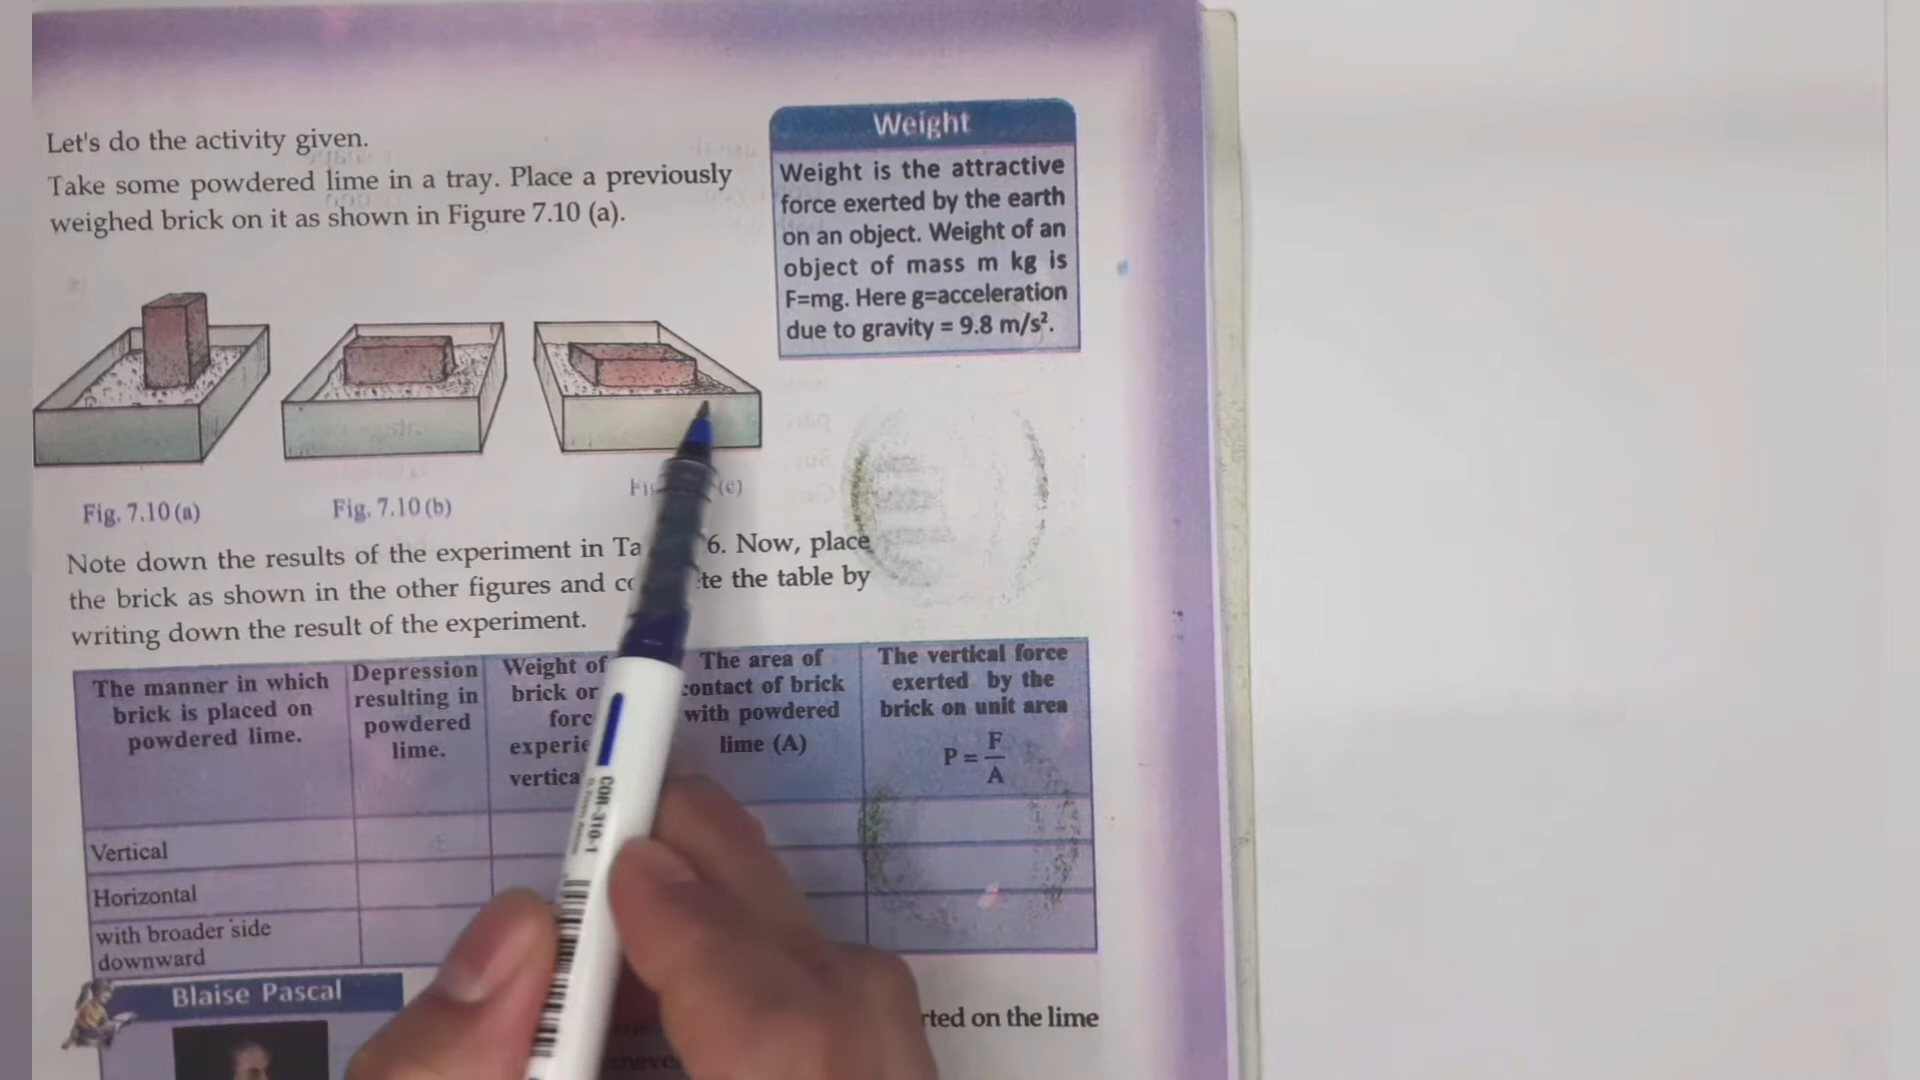 Let's do the activity given.
Take some powdered lime in a tray. Place a previously
weighed brick on it as shown in Figure 7.10 (a).
Weight
Weight is the attractive
force exerted by the earth
on an object. Weight of an
object of mass m kg is
F=mg. Here g=acceleration
due to gravity = 9.8 m/s².
Fig. 7.10 (a)
Fig. 7.10 (b)
(c)
Note down the results of the experiment in 6. Now, place
the brick as shown in the other figures and the table by
writing down the result of the experiment.
The manner in which
brick is placed on
powdered lime.
Depression
resulting in
powdered
lime.
Weight of
brick or
The area of
contact of brick
with powdered
lime (A)
The vertical force
exerted by the
brick on unit area
P = F
A
Vertical
Horizontal
with broader side
downward
Blaise Pascal
on the lime
COR-310-1